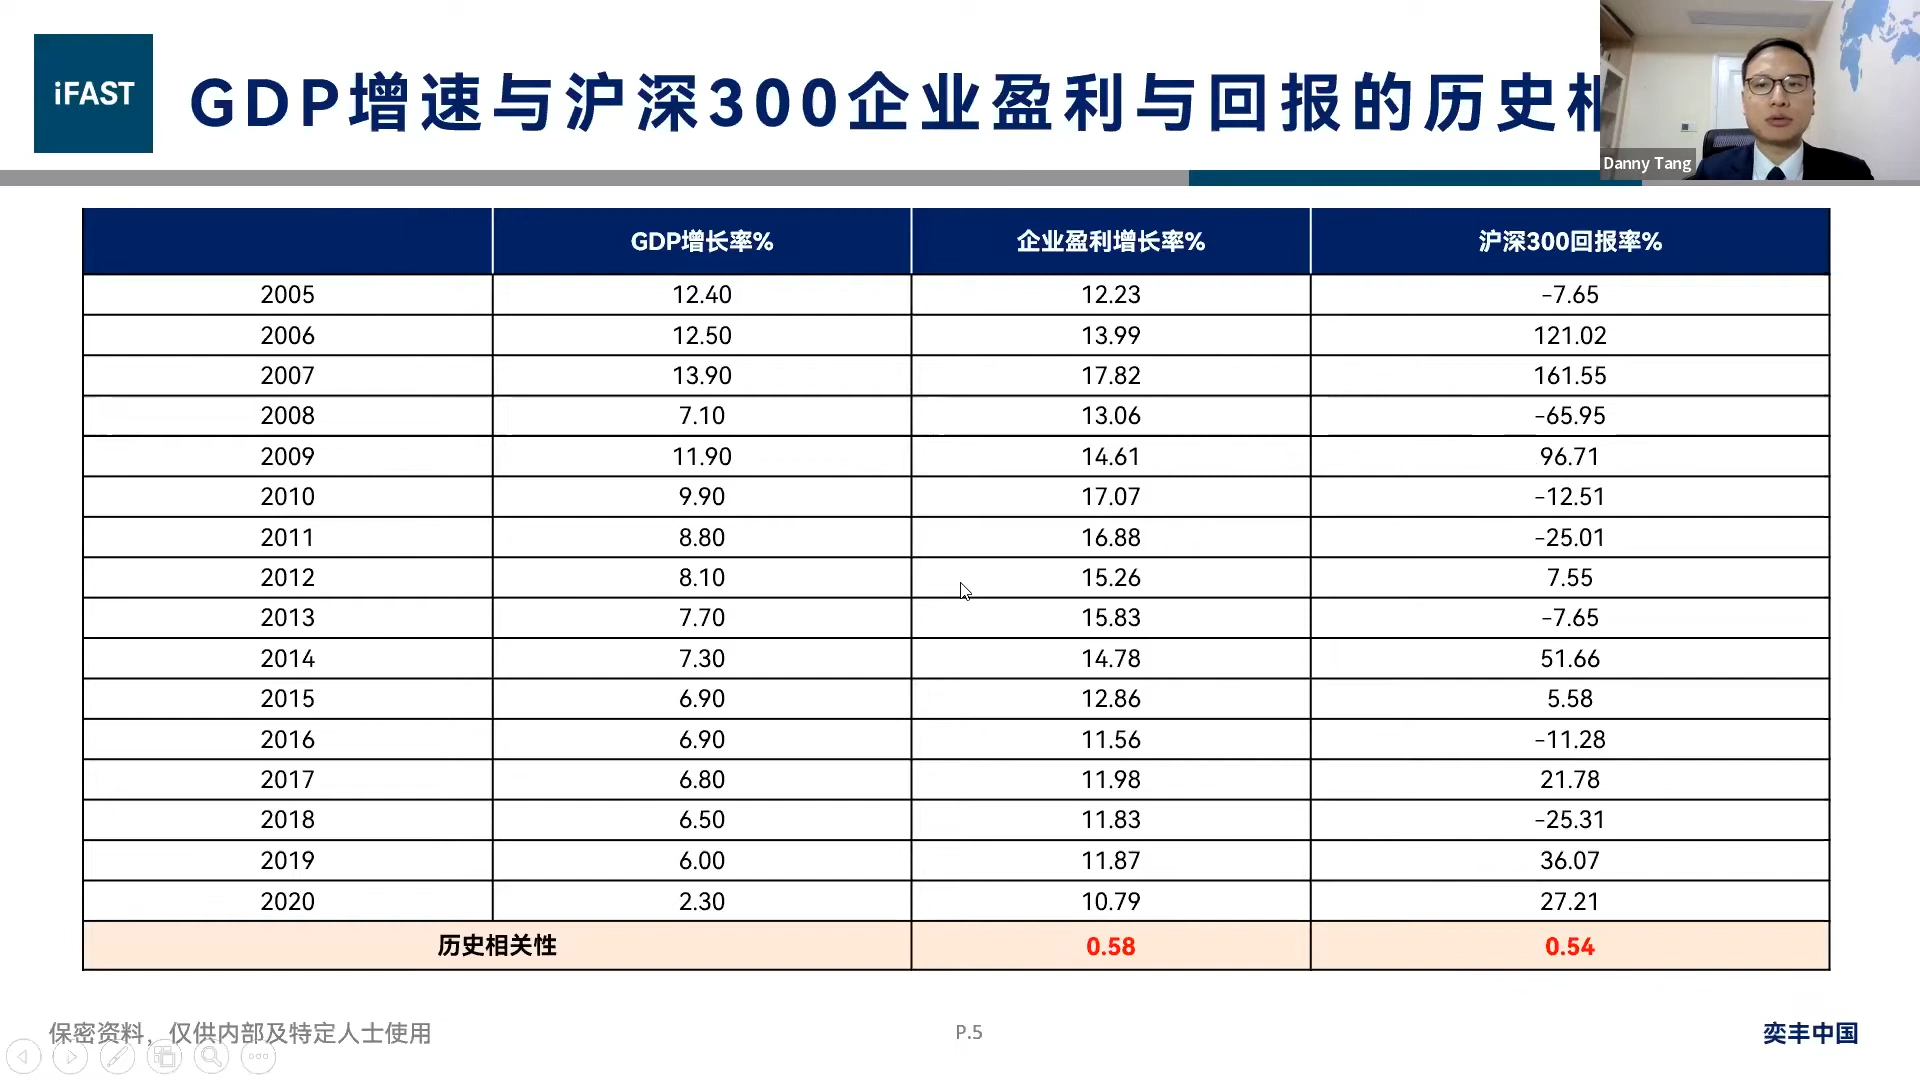 iFAST
GDP增速与沪深300企业盈利与回报的历史
Danny Tang
GDP增长率% 企业盈利增长率% 沪深300回报率%
2005 12.40 12.23 -7.65
2006 12.50 13.99 121.02
2007 13.90 17.82 161.55
2008 7.10 13.06 -65.95
2009 11.90 14.61 96.71
2010 9.90 17.07 -12.51
2011 8.80 16.88 -25.01
2012 8.10 15.26 7.55
2013 7.70 15.83 -7.65
2014 7.30 14.78 51.66
2015 6.90 12.86 5.58
2016 6.90 11.56 -11.28
2017 6.80 11.98 21.78
2018 6.50 11.83 -25.31
2019 6.00 11.87 36.07
2020 2.30 10.79 27.21
历史相关性 0.58 0.54
保密资料，仅供内部及特定人士使用
P.5
奕丰中国